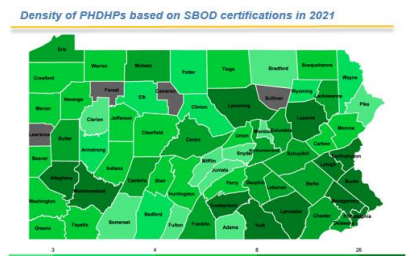 Density of PHDHPs based on SBOD certifications in 2021
Erie
Warren
McKean
Potter
Tioga
Bradford
Susquehanna
Wayne
Crawford
Forest
Cameron
Sullivan
Wyoming
Lackawanna
Pike
Mercer
Venango
Elk
Clinton
Lycoming
Luzerne
Clarion
Jefferson
Clearfield
Centre
Union
Montour
Columbia
Monroe
Carbon
Lawrence
Butler
Armstrong
Snyder
Northumberland
Schuylkill
Lehigh
Northampton
Beaver
Indiana
Mifflin
Juniata
Allegheny
Westmoreland
Cambria
Blair
Huntingdon
Perry
Dauphin
Lebanon
Berks
Bucks
Montgomery
Washington
Somerset
Bedford
Fulton
Franklin
Cumberland
York
Lancaster
Chester
Philadelphia
Delaware
Greene
Fayette
Adams
3 4 8 26